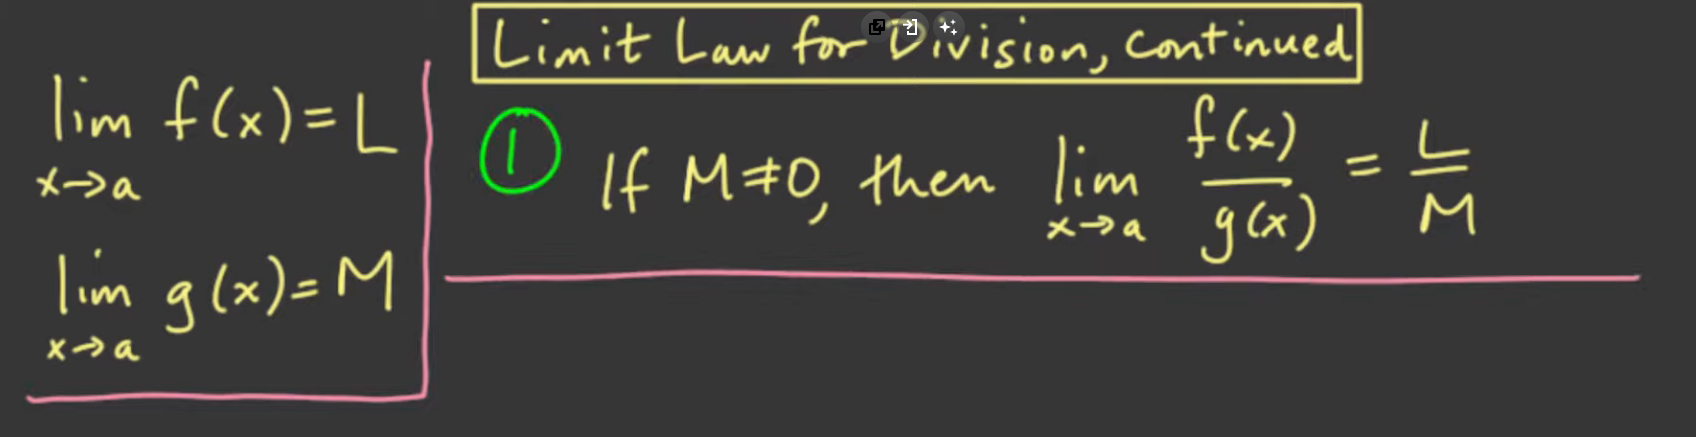 Limit Law for Division, continued
lim f(x) = L
x→a
lim g(x) = M
x→a
① If M ≠ 0, then lim f(x)/g(x) = L/M
x→a